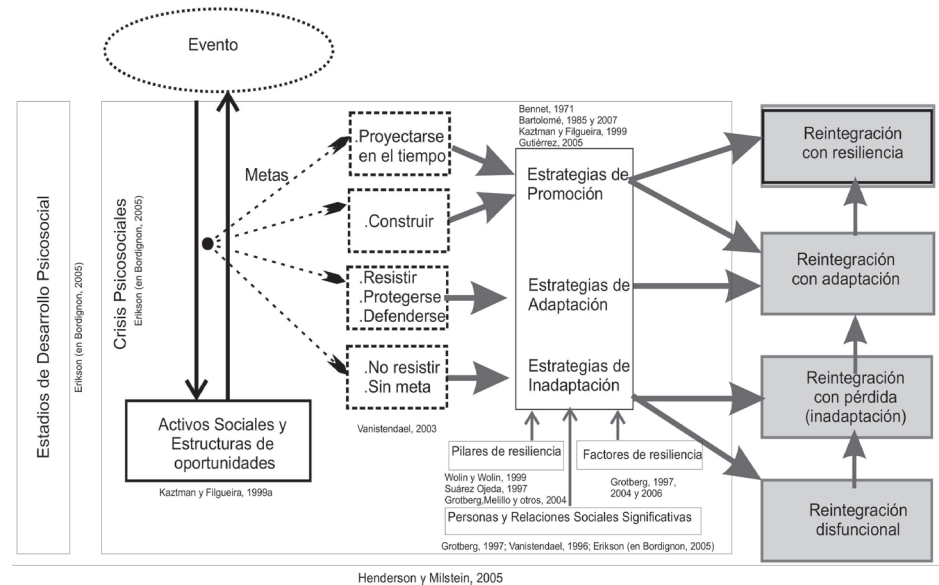 Evento
Estadios de Desarrollo Psicosocial
Erikson (en Bordignon, 2005)
Crisis Psicosociales
Erikson (en Bordignon, 2005)
Metas
Activos Sociales y
Estructuras de
oportunidades
Kaztman y Filgueira, 1999a
.Proyectarse
en el tiempo
.Construir
.Resistir
.Protegerse
.Defenderse
.No resistir
.Sin meta
Vanistendael, 2003
Bennet, 1971
Bartolomé, 1985 y 2007
Kaztman y Filgueira, 1999
Gutiérrez, 2005
Estrategias de
Promoción
Estrategias de
Adaptación
Estrategias de
Inadaptación
Pilares de resiliencia
Wolin y Wolin, 1999
Suárez Ojeda, 1997
Grotberg,Melillo y otros, 2004
Factores de resiliencia
Grotberg, 1997,
2004 y 2006
Personas y Relaciones Sociales Significativas
Grotberg, 1997; Vanistendael, 1996; Erikson (en Bordignon, 2005)
Reintegración
con resiliencia
Reintegración
con adaptación
Reintegración
con pérdida
(inadaptación)
Reintegración
disfuncional
Henderson y Milstein, 2005